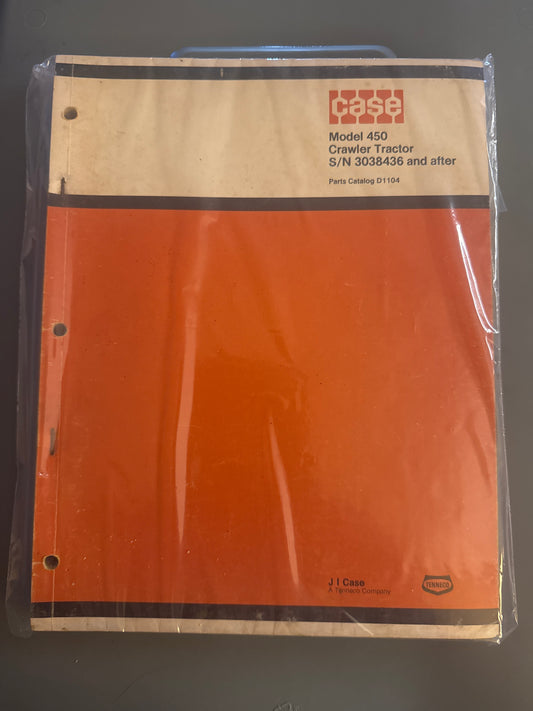 case
Model 450
Crawler Tractor
S/N 3038436 and after
Parts Catalog D1104
J I Case
A Tenneco Company
TENNECO